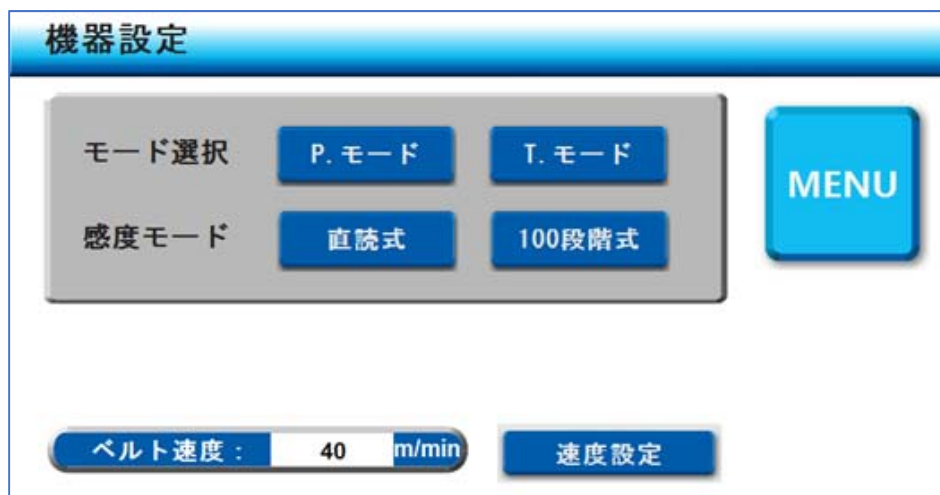 機器設定
モード選択 P.モード T.モード
MENU
感度モード 直読式 100段階式
ベルト速度: 40 m/min 速度設定